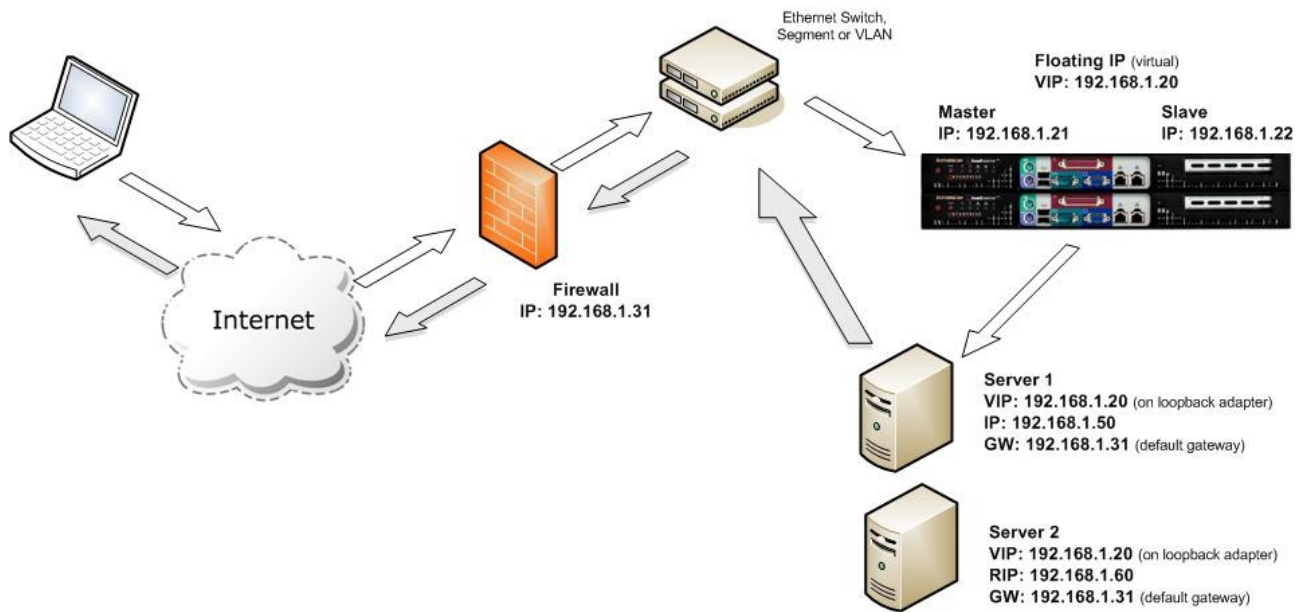 Ethernet Switch,
Segment or VLAN
Floating IP (virtual)
VIP: 192.168.1.20
Master
IP: 192.168.1.21
Slave
IP: 192.168.1.22
Firewall
IP: 192.168.1.31
Internet
Server 1
VIP: 192.168.1.20 (on loopback adapter)
IP: 192.168.1.50
GW: 192.168.1.31 (default gateway)
Server 2
VIP: 192.168.1.20 (on loopback adapter)
RIP: 192.168.1.60
GW: 192.168.1.31 (default gateway)